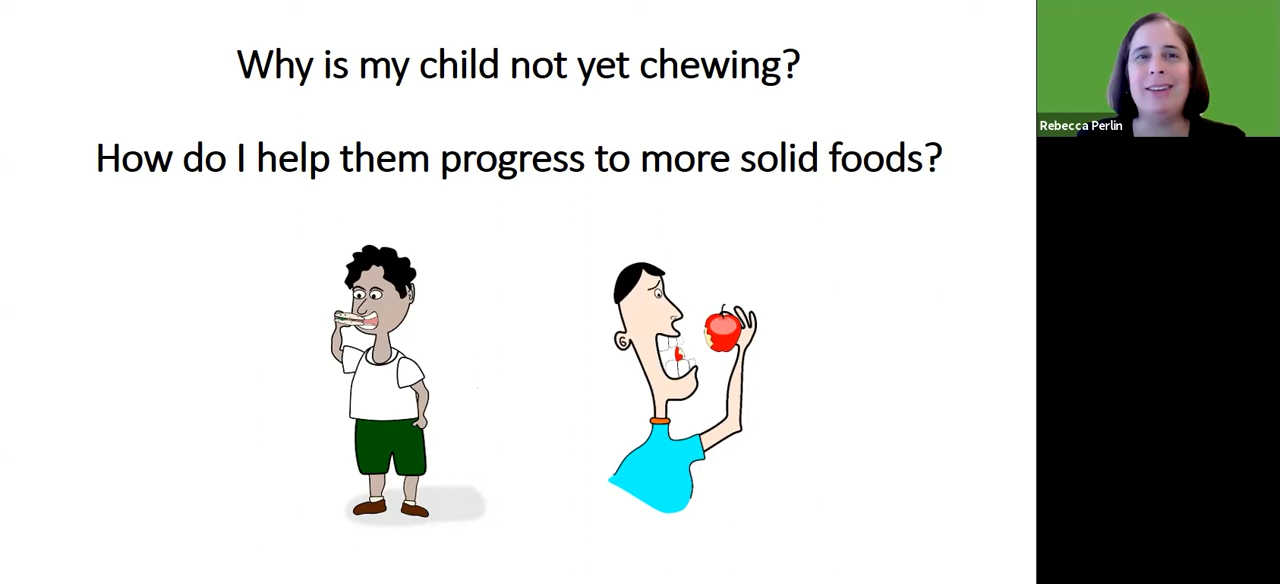 Why is my child not yet chewing?
How do I help them progress to more solid foods?
Rebecca Perlin